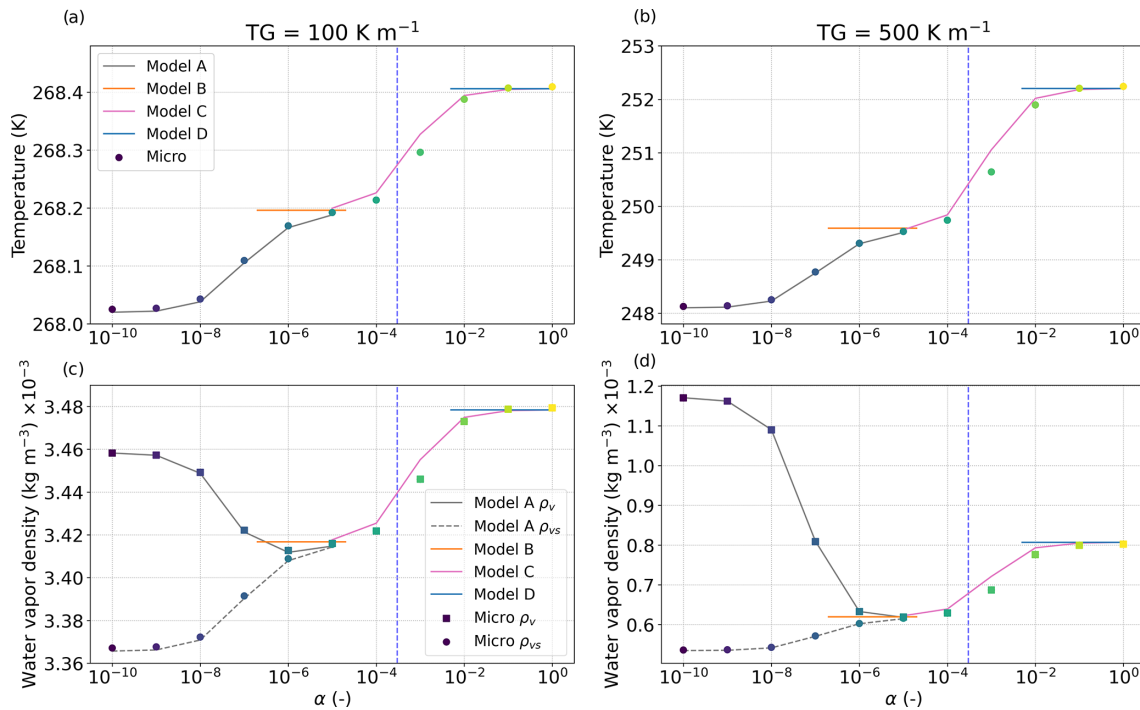 (a)
TG = 100 K m⁻¹
Temperature (K)
268.4
268.3
268.2
268.1
268.0
Model A
Model B
Model C
Model D
Micro
10⁻¹⁰ 10⁻⁸ 10⁻⁶ 10⁻⁴ 10⁻² 10⁰
(b)
TG = 500 K m⁻¹
Temperature (K)
253
252
251
250
249
248
10⁻¹⁰ 10⁻⁸ 10⁻⁶ 10⁻⁴ 10⁻² 10⁰
(c)
Water vapor density (kg m⁻³) ×10⁻³
3.48
3.46
3.44
3.42
3.40
3.38
3.36
Model A ρᵥ
Model A ρᵥₛ
Model B
Model C
Model D
Micro ρᵥ
Micro ρᵥₛ
10⁻¹⁰ 10⁻⁸ 10⁻⁶ 10⁻⁴ 10⁻² 10⁰
α (-)
(d)
Water vapor density (kg m⁻³) ×10⁻³
1.2
1.1
1.0
0.9
0.8
0.7
0.6
10⁻¹⁰ 10⁻⁸ 10⁻⁶ 10⁻⁴ 10⁻² 10⁰
α (-)